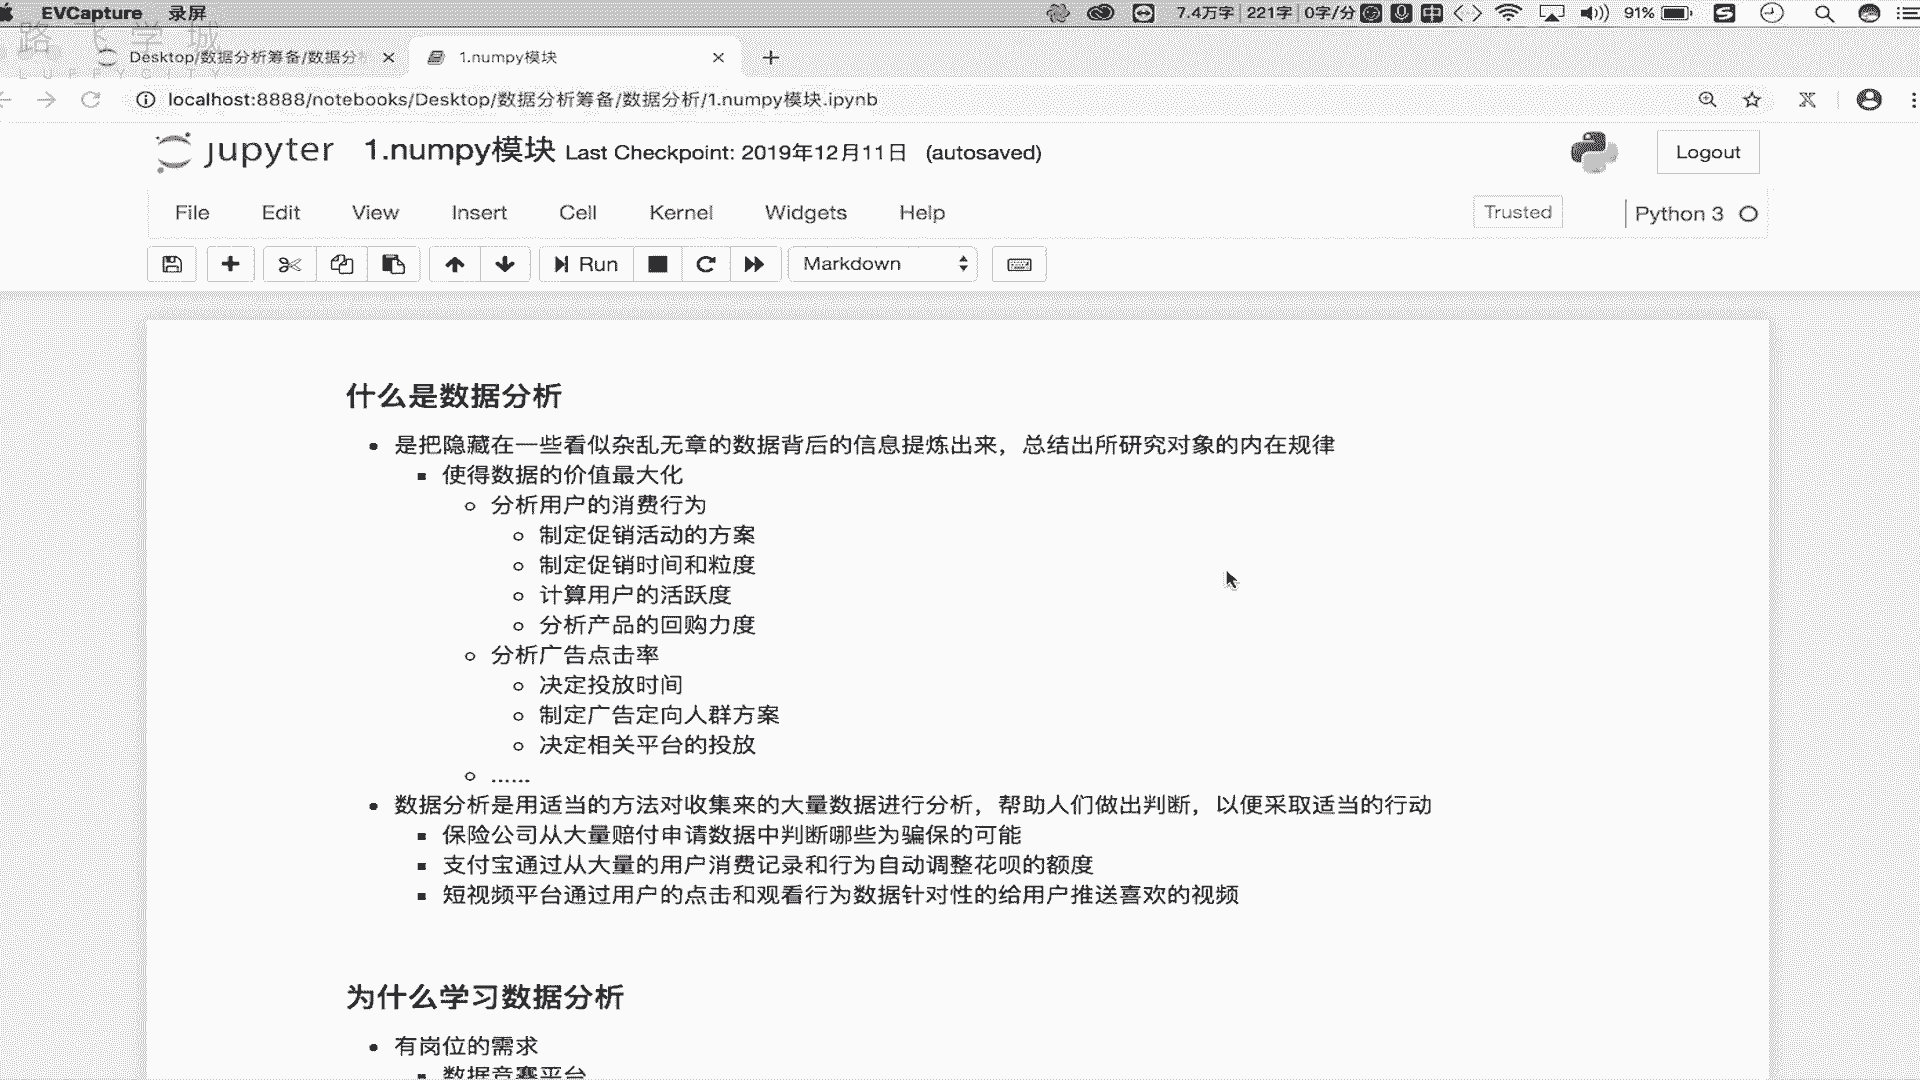 EVCapture 录屏 7.4万字 221字 0字/分 中 91%
路飞学城
LUFFYCITY
Desktop/数据分析筹备/数据分 1.numpy模块
localhost:8888/notebooks/Desktop/数据分析筹备/数据分析/1.numpy模块.ipynb
jupyter 1.numpy模块 Last Checkpoint: 2019年12月11日 (autosaved) Logout
File Edit View Insert Cell Kernel Widgets Help Trusted Python 3
Run Markdown
什么是数据分析
是把隐藏在一些看似杂乱无章的数据背后的信息提炼出来，总结出所研究对象的内在规律
使得数据的价值最大化
分析用户的消费行为
制定促销活动的方案
制定促销时间和粒度
计算用户的活跃度
分析产品的回购力度
分析广告点击率
决定投放时间
制定广告定向人群方案
决定相关平台的投放
......
数据分析是用适当的方法对收集来的大量数据进行分析，帮助人们做出判断，以便采取适当的行动
保险公司从大量赔付申请数据中判断哪些为骗保的可能
支付宝通过从大量的用户消费记录和行为自动调整花呗的额度
短视频平台通过用户的点击和观看行为数据针对性的给用户推送喜欢的视频
为什么学习数据分析
有岗位的需求
数据竞赛平台